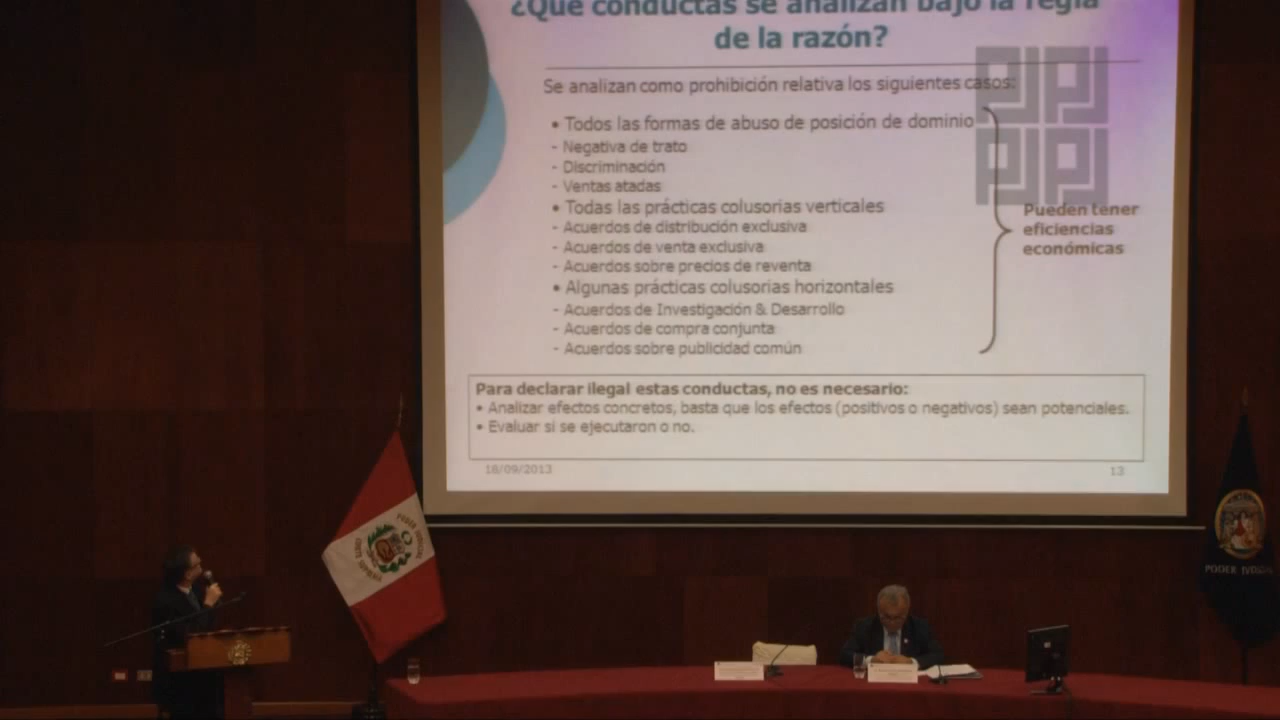 ¿Qué conductas se analizan bajo la regla
de la razón?
Se analizan como prohibición relativa los siguientes casos:
• Todos las formas de abuso de posición de dominio
- Negativa de trato
- Discriminación
- Ventas atadas
• Todas las prácticas colusorias verticales
- Acuerdos de distribución exclusiva
- Acuerdos de venta exclusiva
- Acuerdos sobre precios de reventa
• Algunas prácticas colusorias horizontales
- Acuerdos de Investigación & Desarrollo
- Acuerdos de compra conjunta
- Acuerdos sobre publicidad común
Pueden tener
eficiencias
económicas
Para declarar ilegal estas conductas, no es necesario:
• Analizar efectos concretos, basta que los efectos (positivos o negativos) sean potenciales.
• Evaluar si se ejecutaron o no.
18/09/2013
13
PODER JUDICIAL